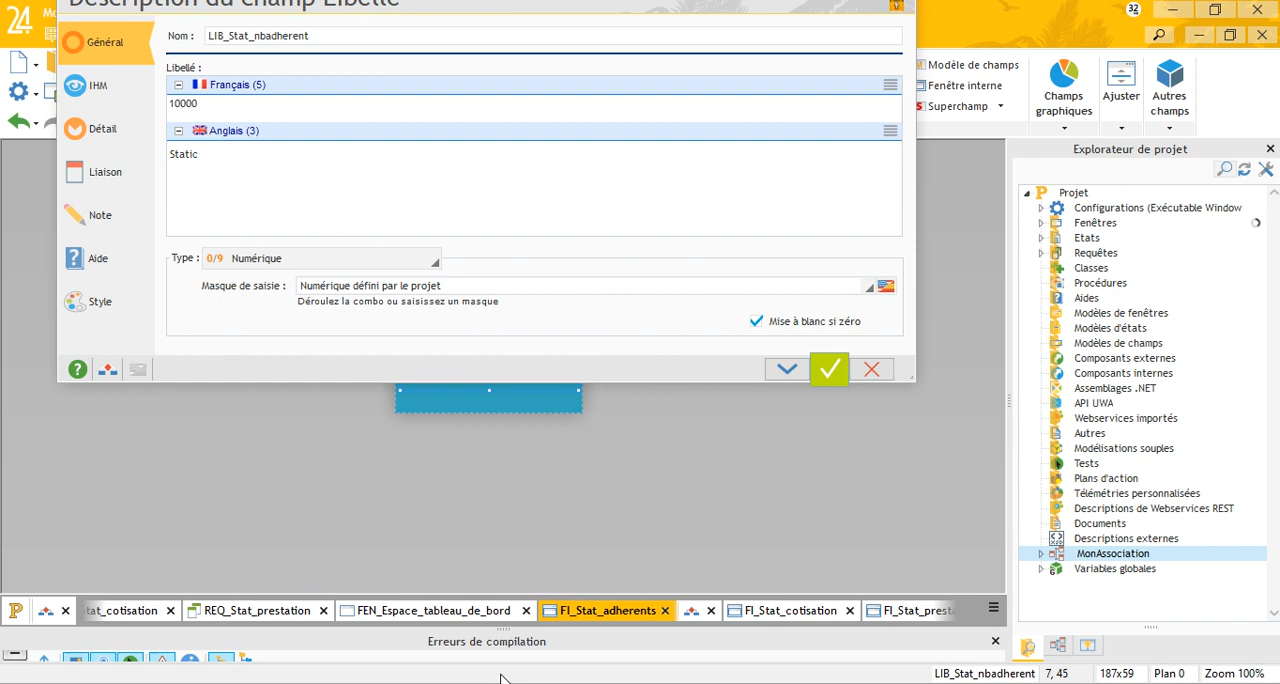 Description du champ Libellé
24
32
Général
IHM
Détail
Liaison
Note
Aide
Style
Nom :
LIB_Stat_nbadherent
Libellé :
Français (5)
10000
Anglais (3)
Static
Type :
0/9 Numérique
Masque de saisie :
Numérique défini par le projet
Déroulez la combo ou saisissez un masque
Mise à blanc si zéro
Modèle de champs
Fenêtre interne
Superchamp
Champs
graphiques
Ajuster
Autres
champs
Explorateur de projet
Projet
Configurations (Exécutable Window
Fenêtres
Etats
Requêtes
Classes
Procédures
Aides
Modèles de fenêtres
Modèles d'états
Modèles de champs
Composants externes
Composants internes
Assemblages .NET
API UWA
Webservices importés
Autres
Modélisations souples
Tests
Plans d'action
Télémétries personnalisées
Descriptions de Webservices REST
Documents
Descriptions externes
MonAssociation
Variables globales
tat_cotisation
REQ_Stat_prestation
FEN_Espace_tableau_de_bord
FI_Stat_adherents
FI_Stat_cotisation
FI_Stat_prest
Erreurs de compilation
LIB_Stat_nbadherent
7, 45
187x59
Plan 0
Zoom 100%